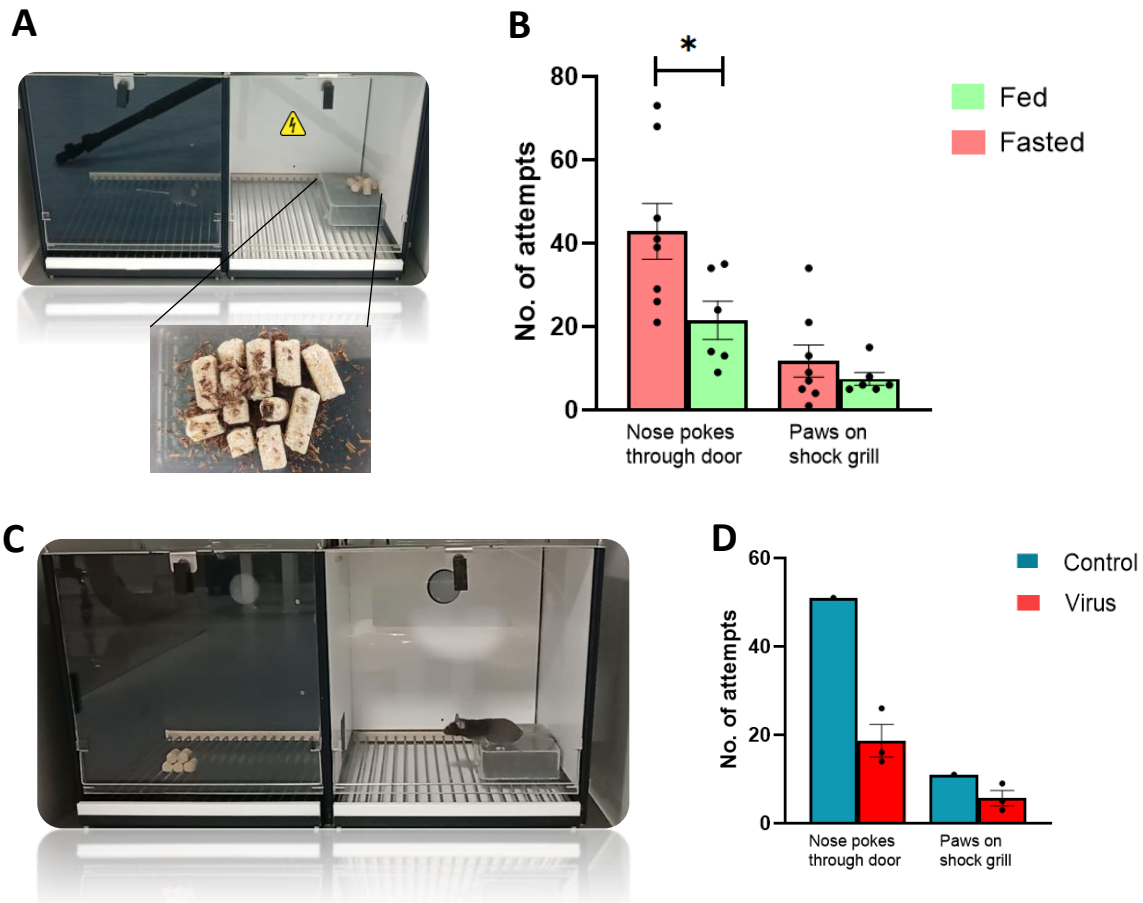 A
B
*
80
60
40
20
0
No. of attempts
Fed
Fasted
Nose pokes
through door
Paws on
shock grill
C
D
60
40
20
0
No. of attempts
Control
Virus
Nose pokes
through door
Paws on
shock grill